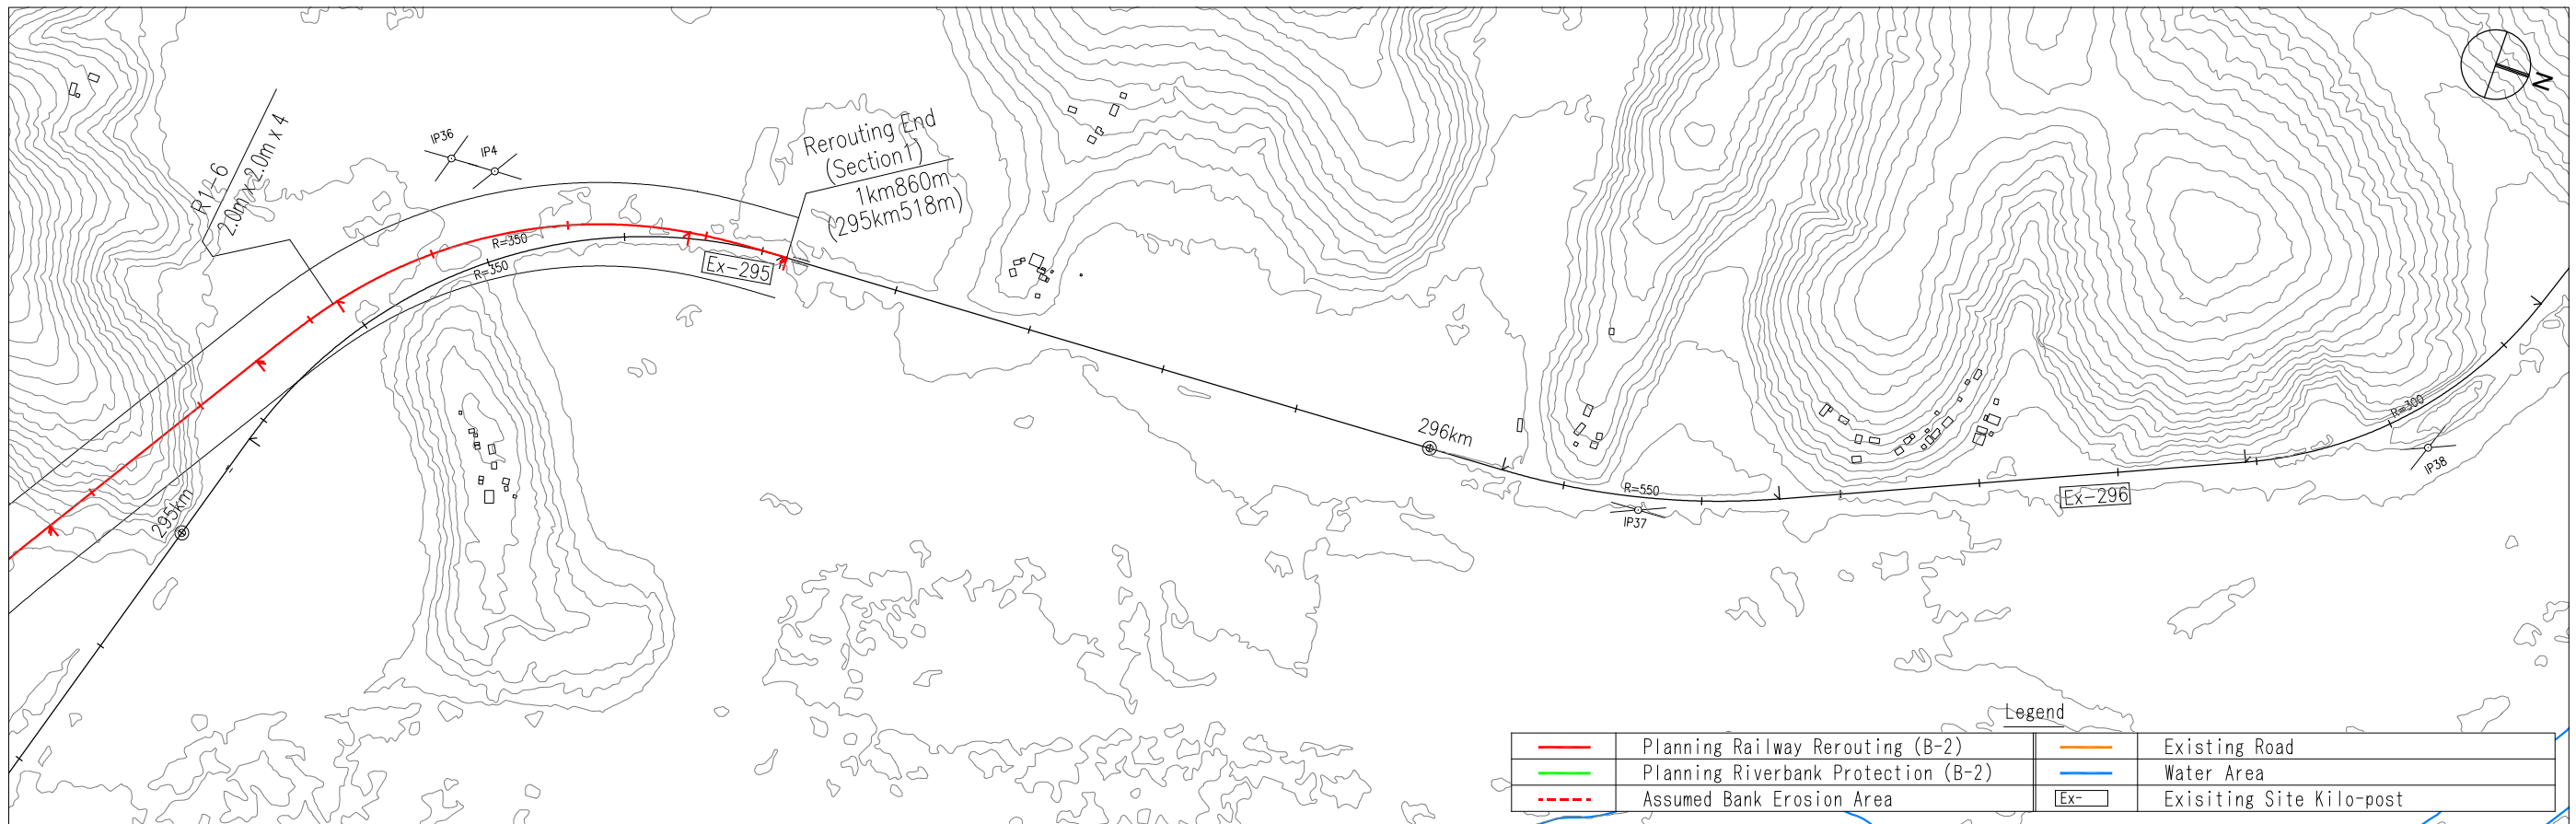 N
R1-6
2.0m x 2.0m x 4
IP36
IP4
Rerouting End
(Section1)
1km860m
(295km518m)
R=350
R=350
Ex-295
295km
296km
R=550
IP37
Ex-296
R=300
IP38
Legend
Planning Railway Rerouting (B-2)
Existing Road
Planning Riverbank Protection (B-2)
Water Area
Assumed Bank Erosion Area
Ex-
Exisiting Site Kilo-post